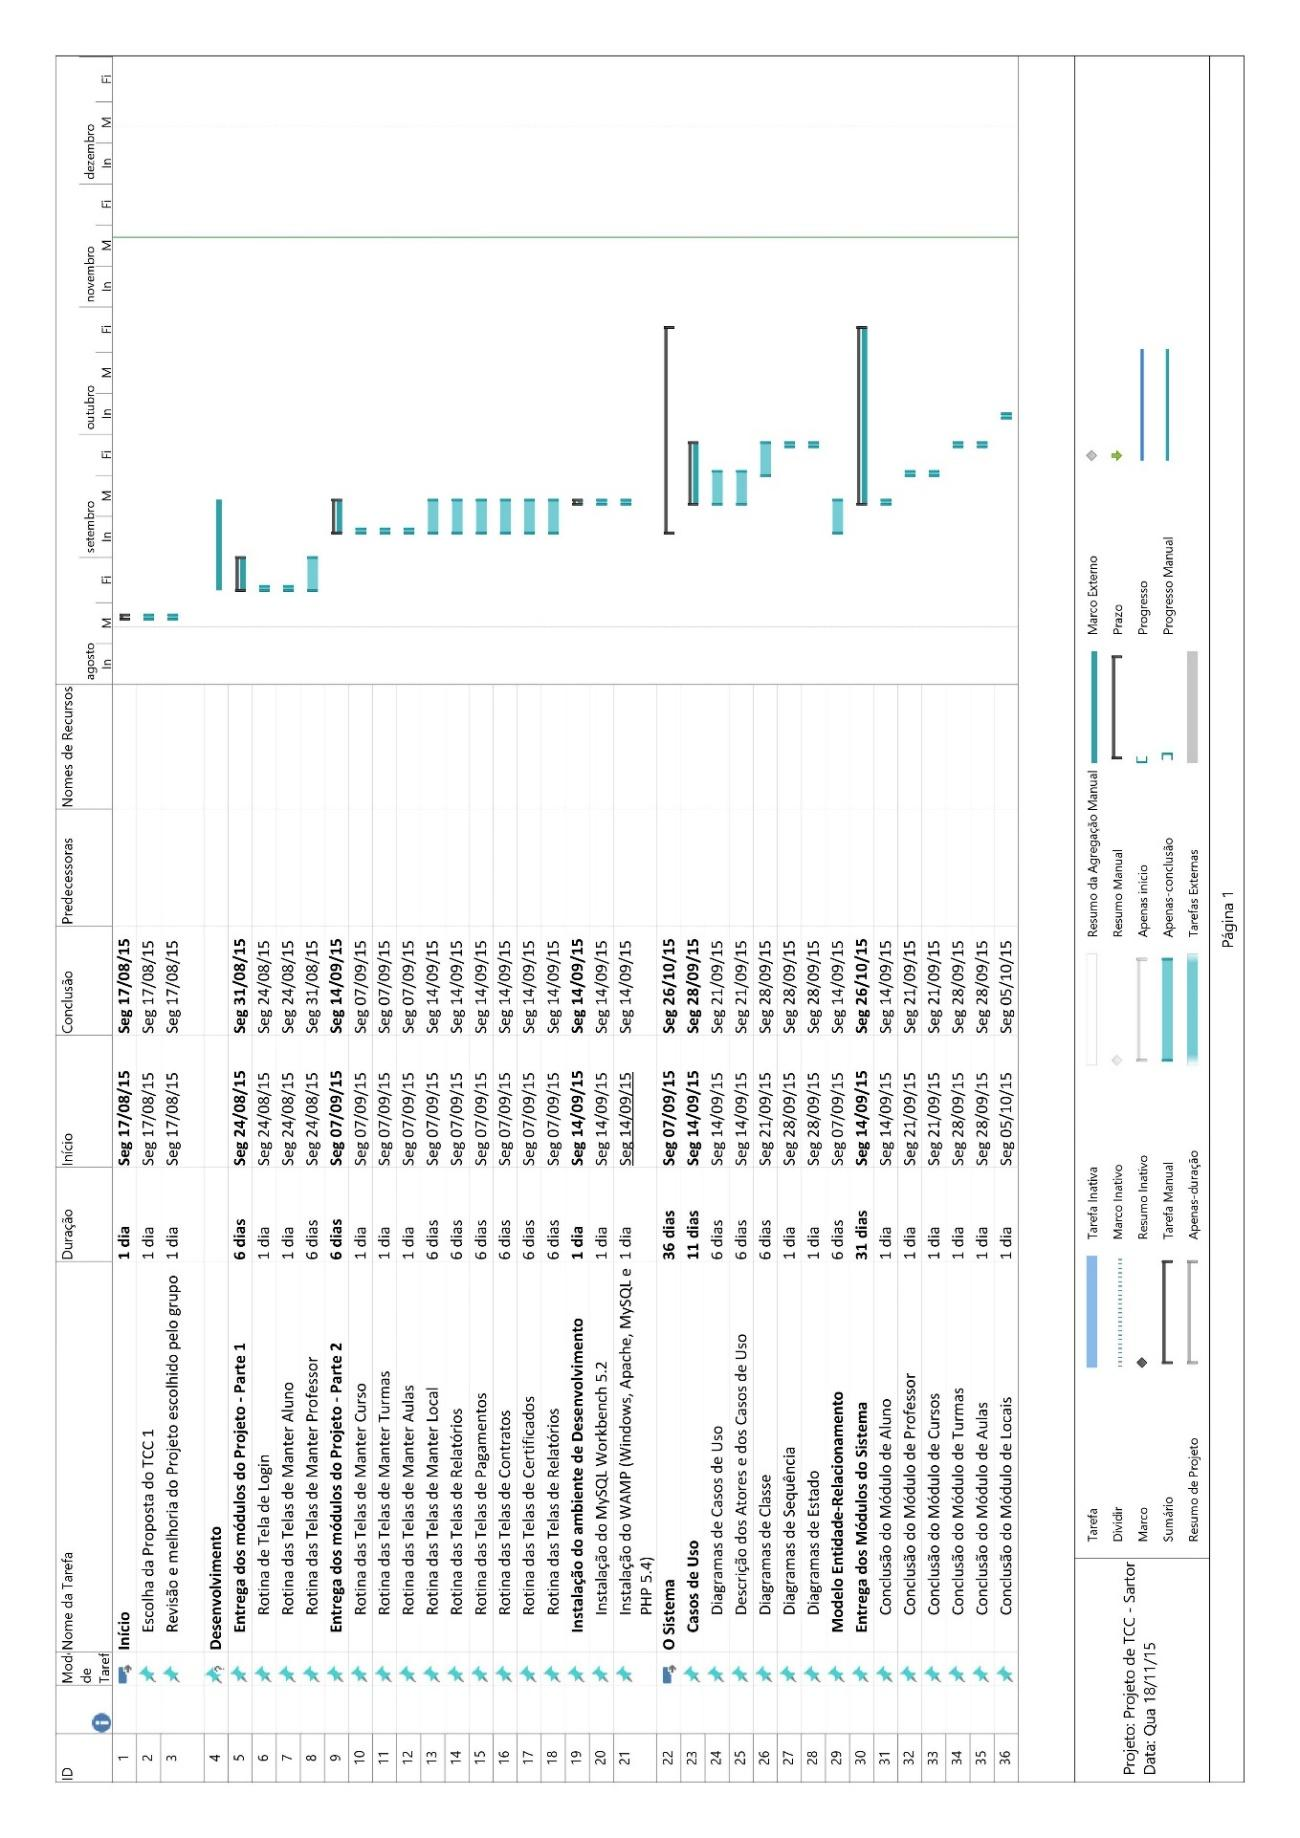 ID Mod de Taref Nome da Tarefa Duração Início Conclusão Predecessoras Nomes de Recursos
agosto setembro outubro novembro dezembro
In M Fi In M Fi In M Fi In M Fi In M Fi
1 Início 1 dia Seg 17/08/15 Seg 17/08/15
2 Escolha da Proposta do TCC 1 1 dia Seg 17/08/15 Seg 17/08/15
3 Revisão e melhoria do Projeto escolhido pelo grupo 1 dia Seg 17/08/15 Seg 17/08/15
4 Desenvolvimento
5 Entrega dos módulos do Projeto - Parte 1 6 dias Seg 24/08/15 Seg 31/08/15
6 Rotina de Tela de Login 1 dia Seg 24/08/15 Seg 24/08/15
7 Rotina das Telas de Manter Aluno 1 dia Seg 24/08/15 Seg 24/08/15
8 Rotina das Telas de Manter Professor 6 dias Seg 24/08/15 Seg 31/08/15
9 Entrega dos módulos do Projeto - Parte 2 6 dias Seg 07/09/15 Seg 14/09/15
10 Rotina das Telas de Manter Curso 1 dia Seg 07/09/15 Seg 07/09/15
11 Rotina das Telas de Manter Turmas 1 dia Seg 07/09/15 Seg 07/09/15
12 Rotina das Telas de Manter Aulas 1 dia Seg 07/09/15 Seg 07/09/15
13 Rotina das Telas de Manter Local 6 dias Seg 07/09/15 Seg 14/09/15
14 Rotina das Telas de Relatórios 6 dias Seg 07/09/15 Seg 14/09/15
15 Rotina das Telas de Pagamentos 6 dias Seg 07/09/15 Seg 14/09/15
16 Rotina das Telas de Contratos 6 dias Seg 07/09/15 Seg 14/09/15
17 Rotina das Telas de Certificados 6 dias Seg 07/09/15 Seg 14/09/15
18 Rotina das Telas de Relatórios 6 dias Seg 07/09/15 Seg 14/09/15
19 Instalação do ambiente de Desenvolvimento 1 dia Seg 14/09/15 Seg 14/09/15
20 Instalação do MySQL Workbench 5.2 1 dia Seg 14/09/15 Seg 14/09/15
21 Instalação do WAMP (Windows, Apache, MySQL e 1 dia Seg 14/09/15 Seg 14/09/15
PHP 5.4)
22 O Sistema 36 dias Seg 07/09/15 Seg 26/10/15
23 Casos de Uso 11 dias Seg 14/09/15 Seg 28/09/15
24 Diagramas de Casos de Uso 6 dias Seg 14/09/15 Seg 21/09/15
25 Descrição dos Atores e dos Casos de Uso 6 dias Seg 14/09/15 Seg 21/09/15
26 Diagramas de Classe 6 dias Seg 21/09/15 Seg 28/09/15
27 Diagramas de Sequência 1 dia Seg 28/09/15 Seg 28/09/15
28 Diagramas de Estado 1 dia Seg 28/09/15 Seg 28/09/15
29 Modelo Entidade-Relacionamento 6 dias Seg 07/09/15 Seg 14/09/15
30 Entrega dos Módulos do Sistema 31 dias Seg 14/09/15 Seg 26/10/15
31 Conclusão do Módulo de Aluno 1 dia Seg 14/09/15 Seg 14/09/15
32 Conclusão do Módulo de Professor 1 dia Seg 21/09/15 Seg 21/09/15
33 Conclusão do Módulo de Cursos 1 dia Seg 21/09/15 Seg 21/09/15
34 Conclusão do Módulo de Turmas 1 dia Seg 28/09/15 Seg 28/09/15
35 Conclusão do Módulo de Aulas 1 dia Seg 28/09/15 Seg 28/09/15
36 Conclusão do Módulo de Locais 1 dia Seg 05/10/15 Seg 05/10/15
Projeto: Projeto de TCC - Sartor
Data: Qua 18/11/15
Tarefa Tarefa Inativa Resumo da Agregação Manual Marco Externo
Dividir Marco Inativo Resumo Manual Prazo
Marco Resumo Inativo Apenas início Progresso
Sumário Tarefa Manual Apenas-conclusão Progresso Manual
Resumo de Projeto Apenas-duração Tarefas Externas
Página 1